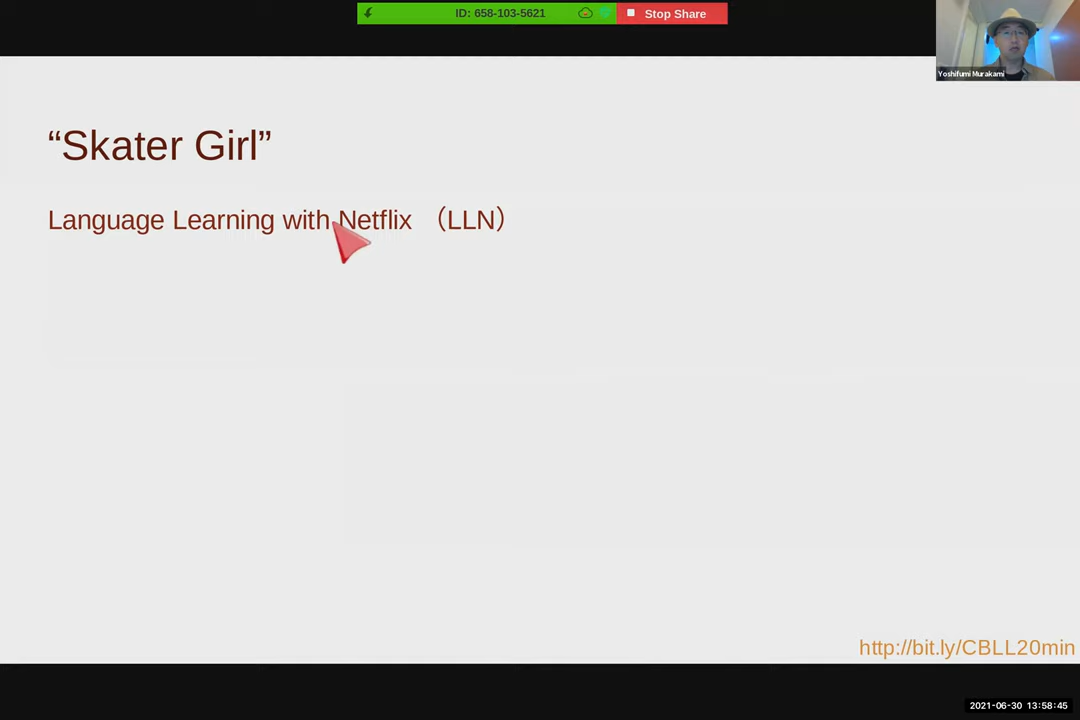 ID: 658-103-5621
Stop Share
Yoshifumi Murakami
“Skater Girl”
Language Learning with Netflix （LLN）
http://bit.ly/CBLL20min
2021-06-30 13:58:45